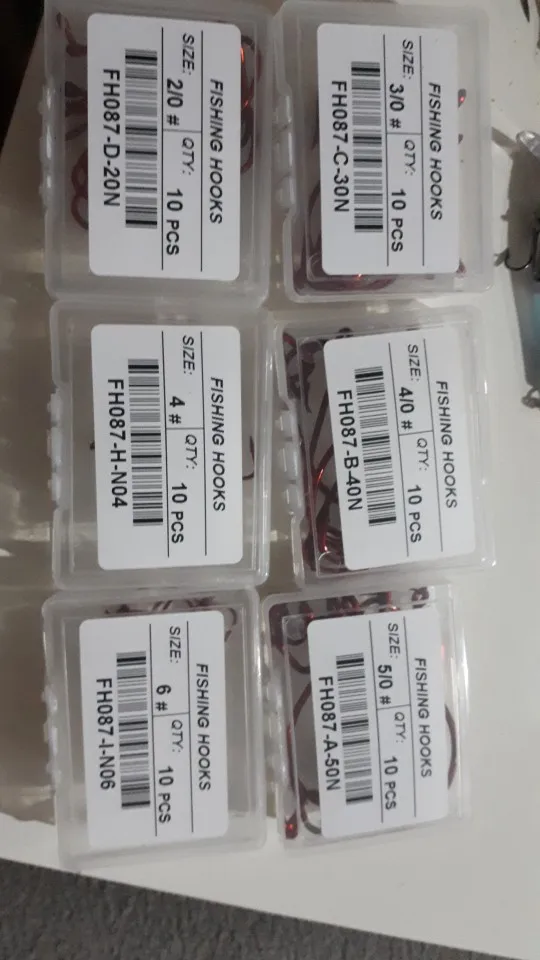 FISHING HOOKS
SIZE: 2/0 # QTY: 10 PCS
FH087-D-20N
FISHING HOOKS
SIZE: 3/0 # QTY: 10 PCS
FH087-C-30N
FISHING HOOKS
SIZE: 4 # QTY: 10 PCS
FH087-H-N04
FISHING HOOKS
SIZE: 4/0 # QTY: 10 PCS
FH087-B-40N
FISHING HOOKS
SIZE: 6 # QTY: 10 PCS
FH087-I-N06
FISHING HOOKS
SIZE: 5/0 # QTY: 10 PCS
FH087-A-50N